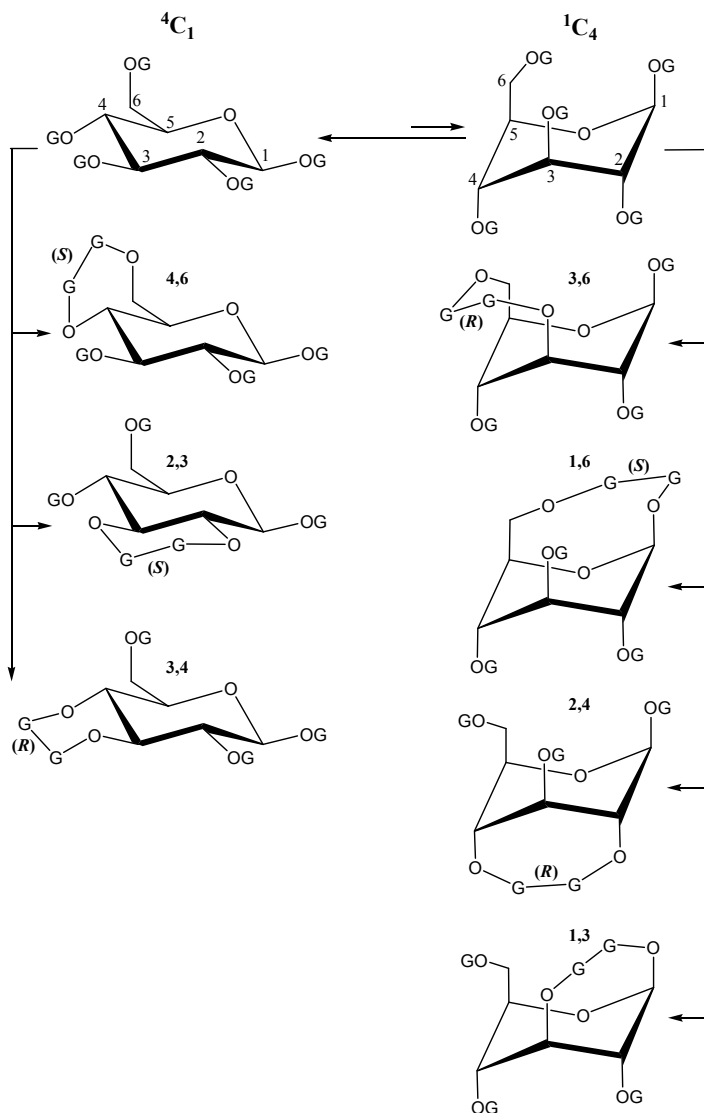 ⁴C₁
OG
4 6 5 O
GO 2 1 OG
GO 3 OG
¹C₄
6 OG OG
1
OG
5 O
4 3 2
OG
OG
G
(S) O
4,6
G
O O
GO OG
OG
3,6 OG
O
G G O O
(R)
OG
OG
OG
2,3
O
GO
O OG
G G O
(S)
1,6 (S)
G G
O O
OG O
OG
OG
OG
3,4
O O
G
(R) O OG
G OG
2,4 OG
GO
OG O
O O
(R)
G G
1,3
G O
GO G
O O
OG
OG